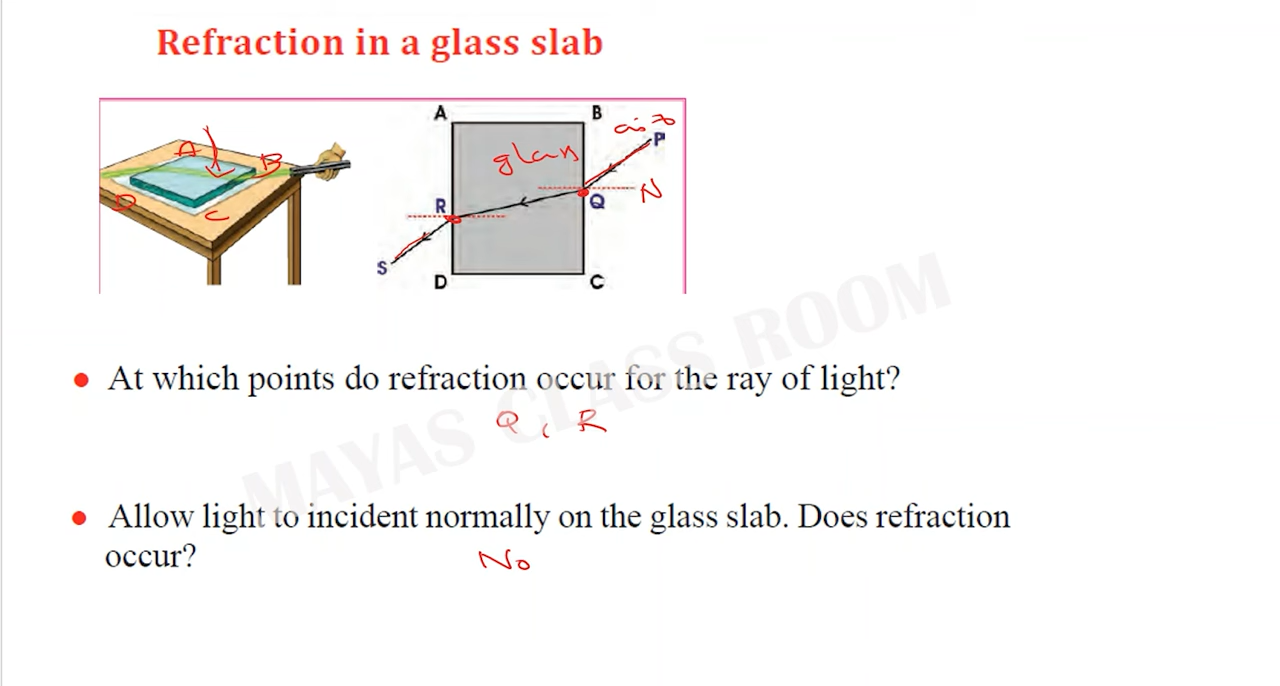 Refraction in a glass slab
A B
air
P
glass
A B
N
R Q
D
C
S
D C
MAYAS CLASS ROOM
• At which points do refraction occur for the ray of light?
Q, R
• Allow light to incident normally on the glass slab. Does refraction
occur?
No